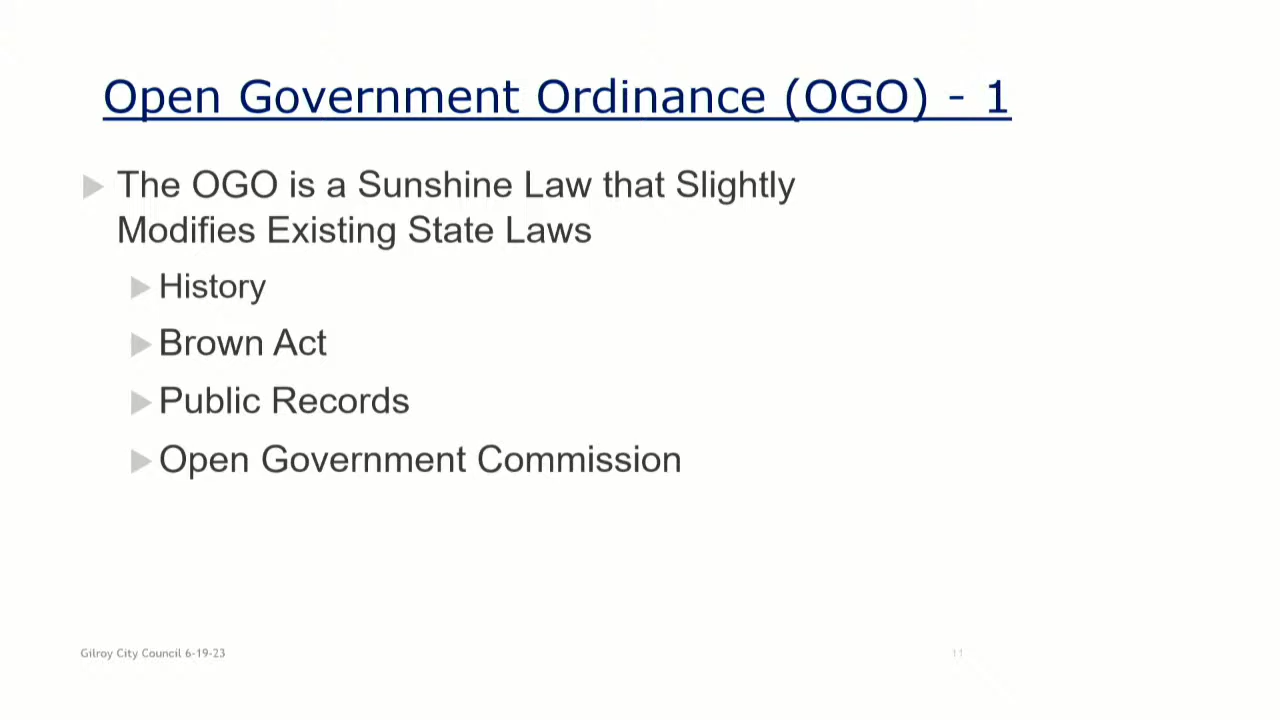 Open Government Ordinance (OGO) - 1
The OGO is a Sunshine Law that Slightly
Modifies Existing State Laws
History
Brown Act
Public Records
Open Government Commission
Gilroy City Council 6-19-23
11